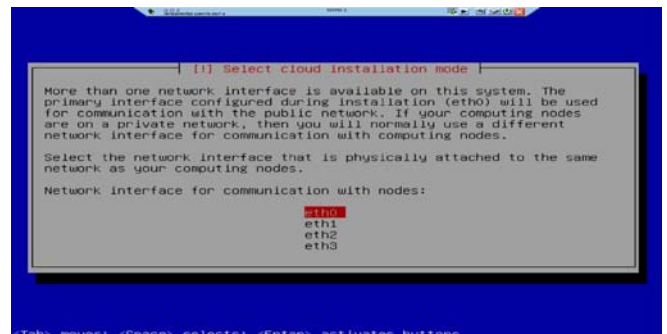 [!] Select cloud installation mode
More than one network interface is available on this system. The
primary interface configured during installation (eth0) will be used
for communication with the public network. If your computing nodes
are on a private network, then you will normally use a different
network interface for communication with computing nodes.
Select the network interface that is physically attached to the same
network as your computing nodes.
Network interface for communication with nodes:
eth0
eth1
eth2
eth3
<Tab> moves; <Space> selects; <Enter> activates buttons